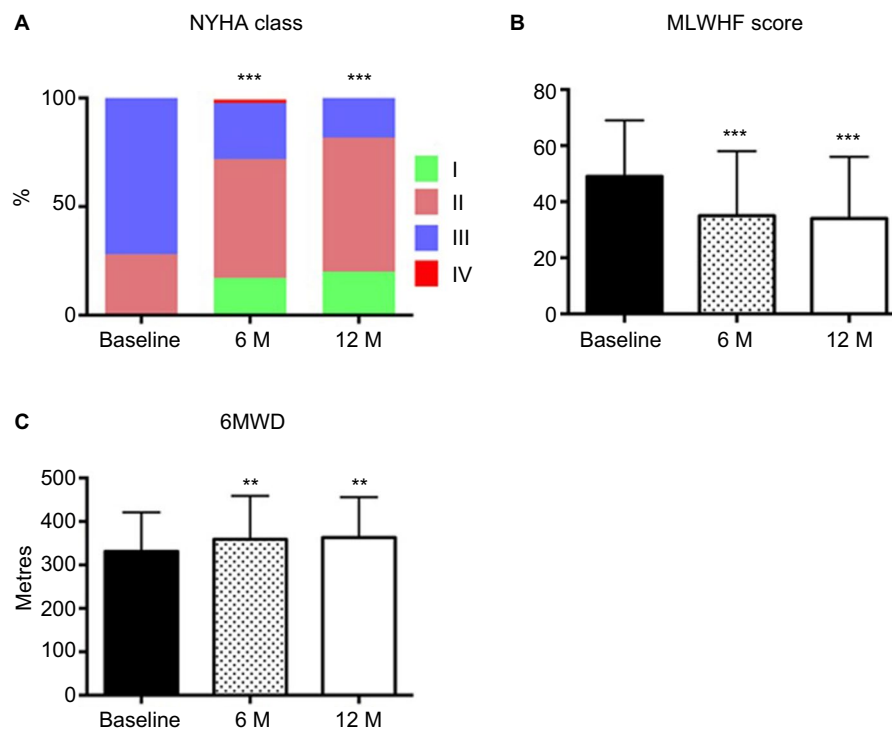 A
NYHA class
***
***
100
50
0
%
Baseline
6 M
12 M
I
II
III
IV
B
MLWHF score
80
60
40
20
0
***
***
Baseline
6 M
12 M
C
6MWD
500
400
300
200
100
0
Metres
**
**
Baseline
6 M
12 M